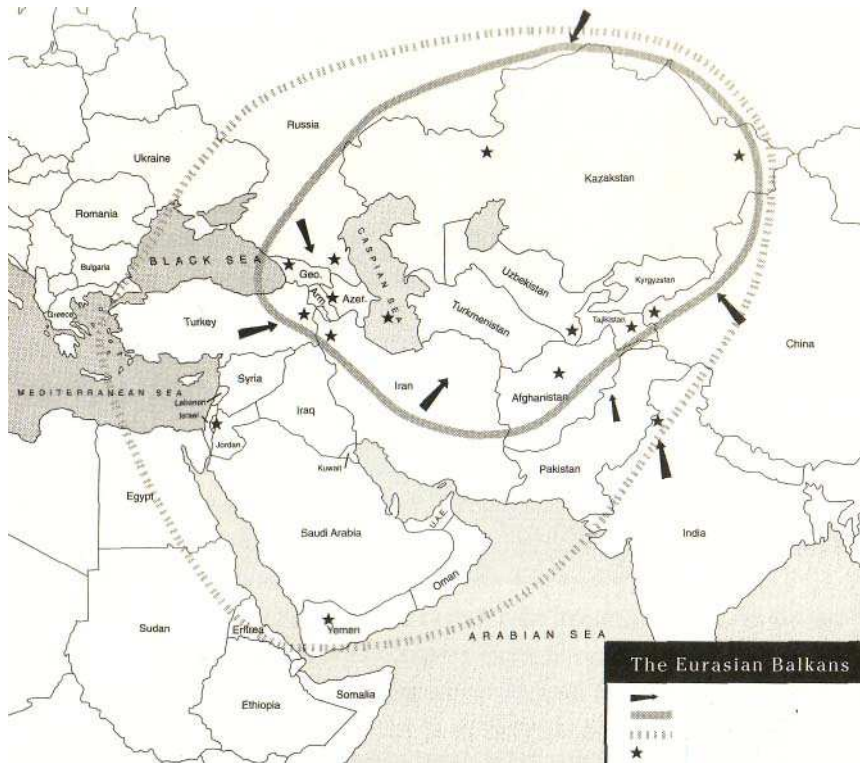 Russia
Ukraine
Kazakstan
Romania
CASPIAN SEA
Bulgaria
BLACK SEA
Geo.
Uzbekistan
Kyrgyzstan
Arm.
Azer.
Greece
Turkey
Turkmenistan
Tajikistan
China
Syria
Iran
MEDITERRANEAN SEA
Afghanistan
Lebanon
Israel
Iraq
Jordan
Kuwait
Pakistan
Egypt
U.A.E.
Saudi Arabia
India
Oman
Sudan
Eritrea
Yemen
ARABIAN SEA
The Eurasian Balkans
Somalia
Ethiopia